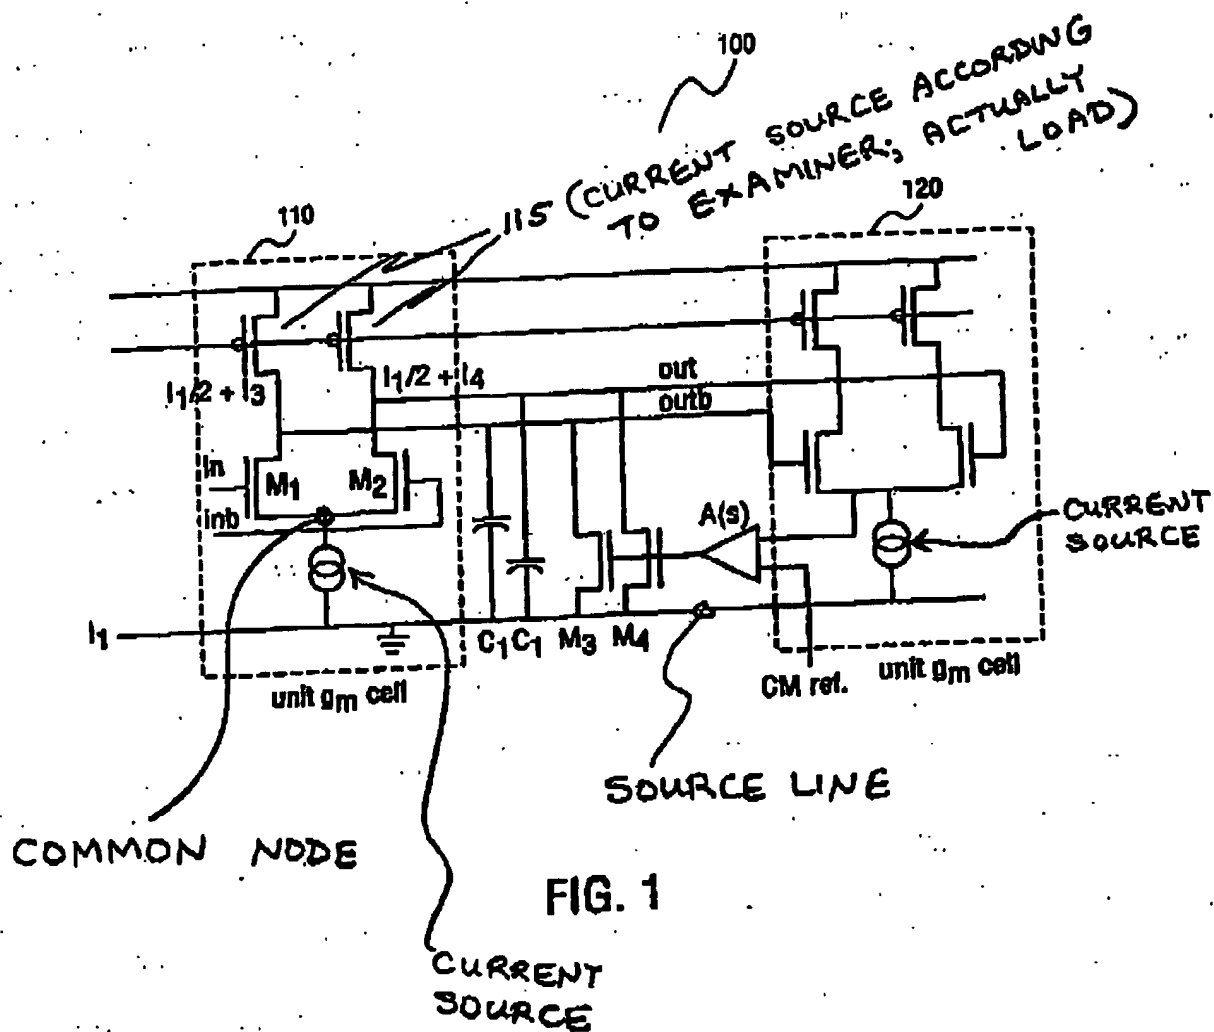 100
115 (CURRENT SOURCE ACCORDING
TO EXAMINER; ACTUALLY
LOAD)
110
120
I1/2 + I3
I1/2 + I4
out
outb
In
inb
M1
M2
A(s)
CURRENT
SOURCE
I1
C1 C1 M3 M4
unit gm cell
CM ref.
unit gm cell
SOURCE LINE
COMMON NODE
FIG. 1
CURRENT
SOURCE